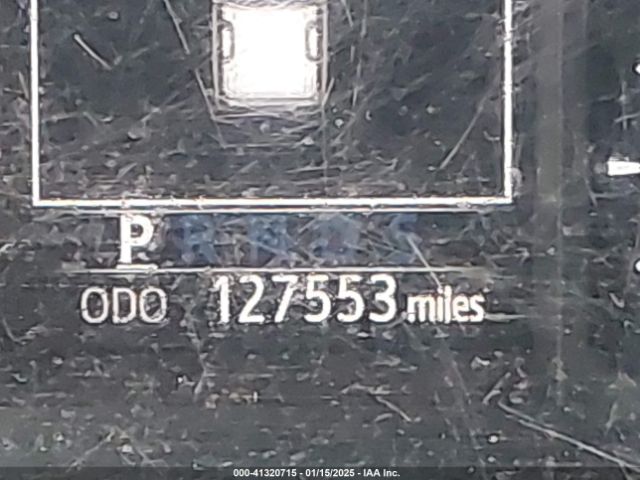 P R N D S
ODO 127553 miles
000-41320715 - 01/15/2025 - IAA Inc.